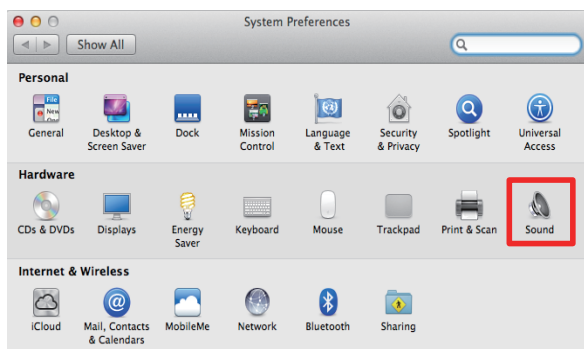 System Preferences
Show All
Personal
File
New
General
Desktop &
Screen Saver
Dock
Mission
Control
Language
& Text
Security
& Privacy
Spotlight
Universal
Access
Hardware
CDs & DVDs
Displays
Energy
Saver
Keyboard
Mouse
Trackpad
Print & Scan
Sound
Internet & Wireless
iCloud
@
Mail, Contacts
& Calendars
MobileMe
Network
Bluetooth
Sharing